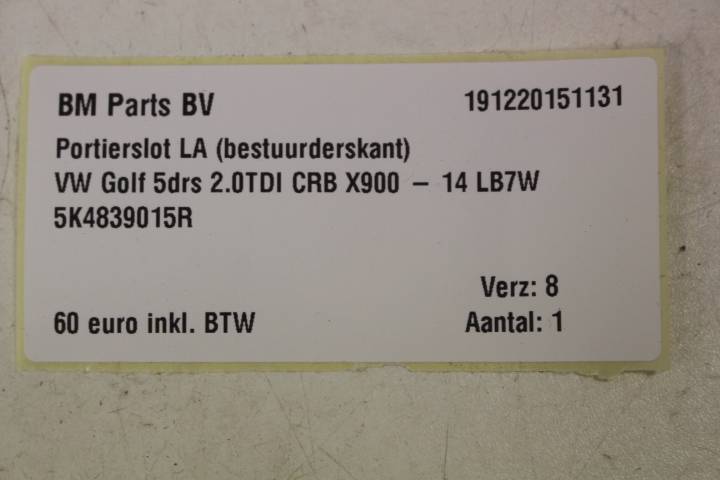 BM Parts BV 191220151131
Portierslot LA (bestuurderskant)
VW Golf 5drs 2.0TDI CRB X900 – 14 LB7W
5K4839015R
Verz: 8
60 euro inkl. BTW Aantal: 1